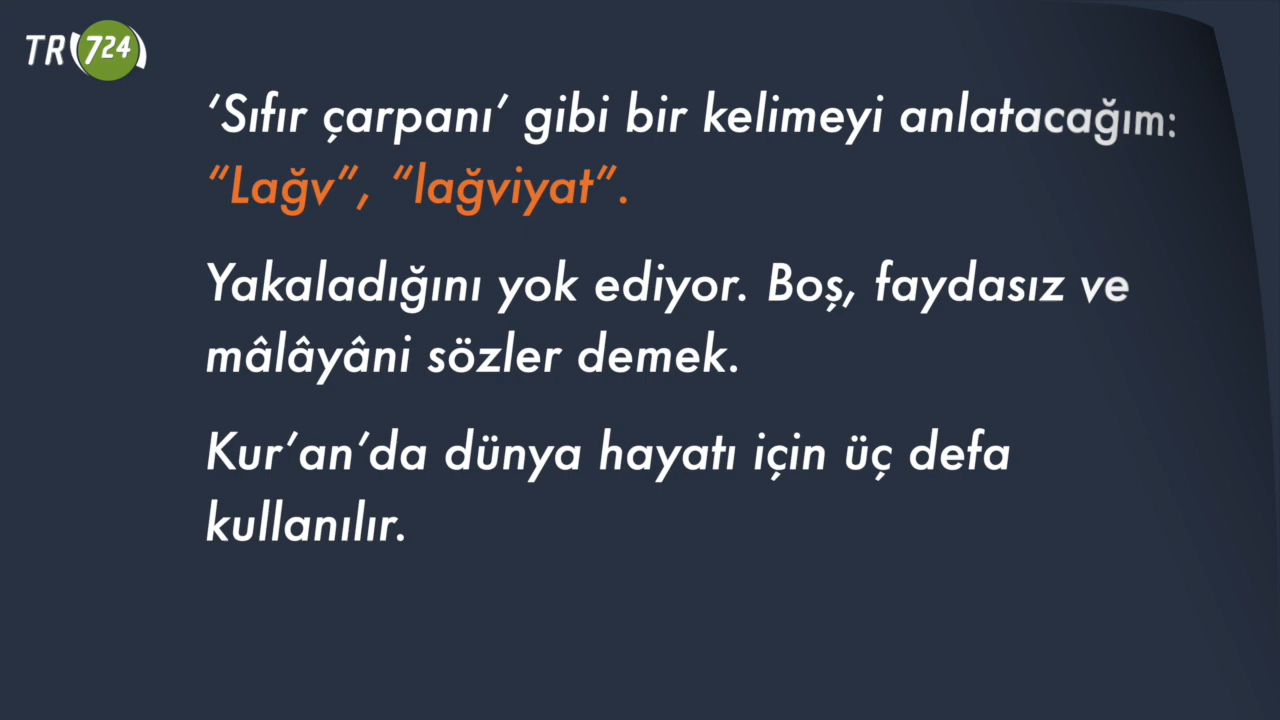 TR 724
‘Sıfır çarpanı’ gibi bir kelimeyi anlatacağım:
“Lağv”, “lağviyat”.
Yakaladığını yok ediyor. Boş, faydasız ve
mâlâyâni sözler demek.
Kur’an’da dünya hayatı için üç defa
kullanılır.